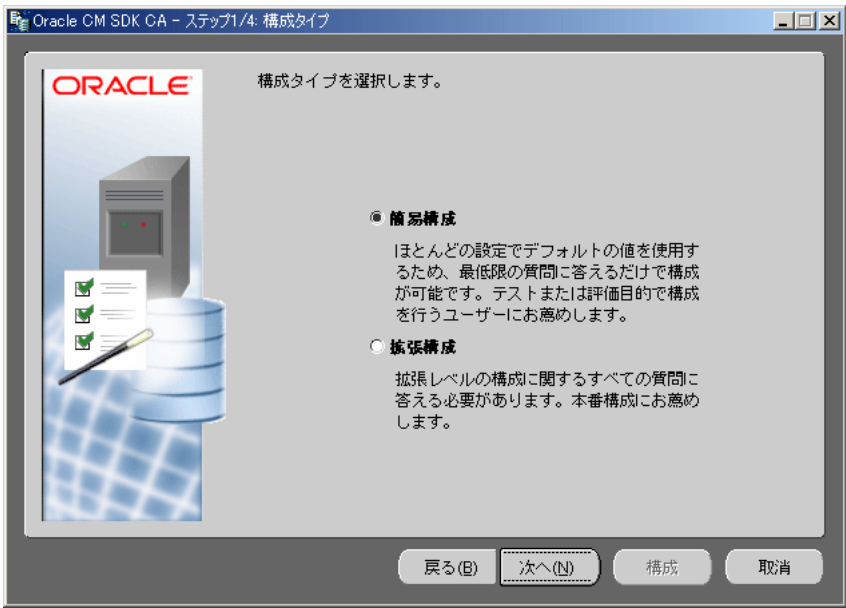 Oracle CM SDK CA - ステップ1/4: 構成タイプ
ORACLE
構成タイプを選択します。
簡易構成
ほとんどの設定でデフォルトの値を使用す
るため、最低限の質問に答えるだけで構成
が可能です。テストまたは評価目的で構成
を行うユーザーにお薦めします。
拡張構成
拡張レベルの構成に関するすべての質問に
答える必要があります。本番構成にお薦め
します。
戻る(B) 次へ(N) 構成 取消